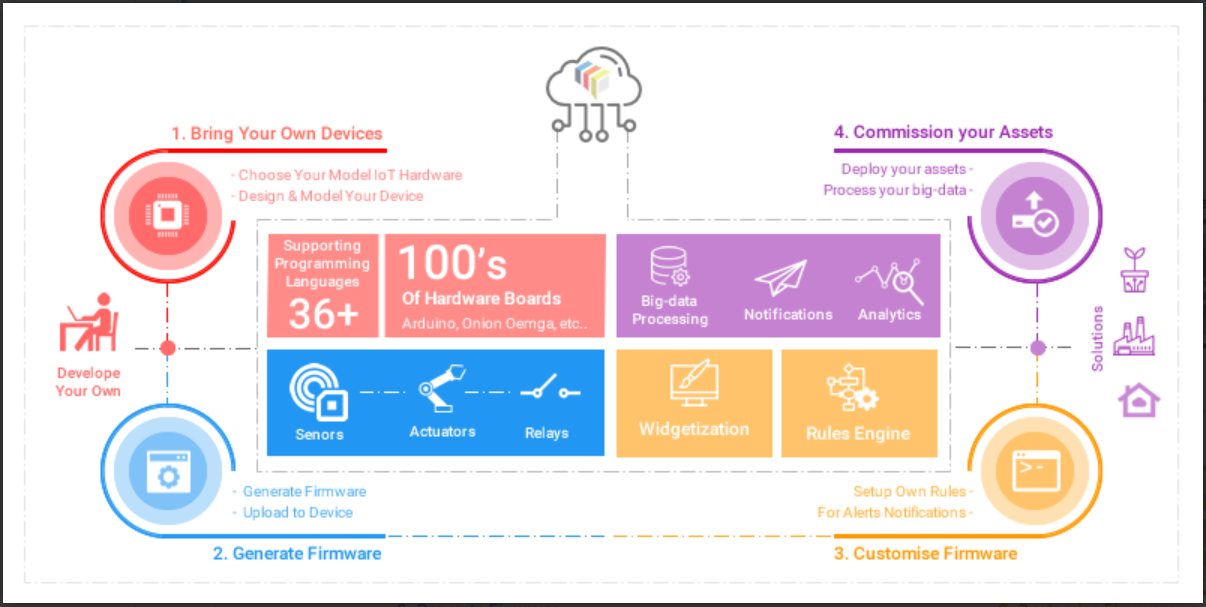 1. Bring Your Own Devices
- Choose Your Model IoT Hardware
- Design & Model Your Device
4. Commission your Assets
Deploy your assets -
Process your big-data -
Supporting
Programming
Languages
36+
100's
Of Hardware Boards
Arduino, Onion Oemga, etc..
Big-data
Processing
Notifications
Analytics
Develope
Your Own
Solutions
Senors
Actuators
Relays
Widgetization
Rules Engine
- Generate Firmware
- Upload to Device
2. Generate Firmware
Setup Own Rules -
For Alerts Notifications -
3. Customise Firmware